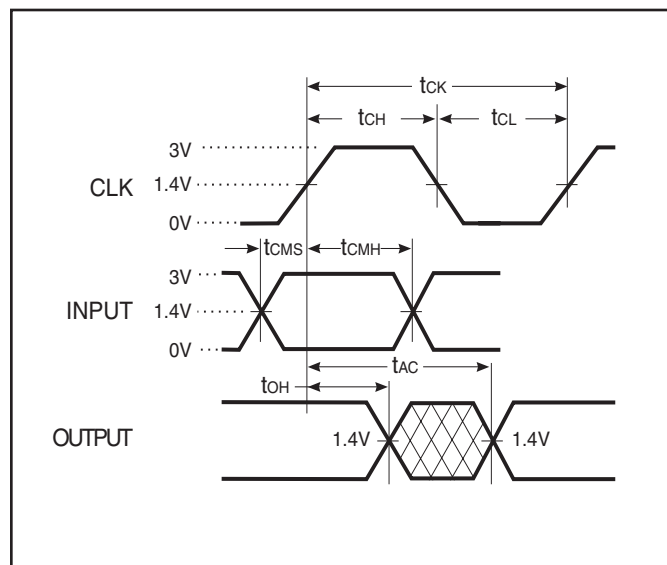 tCK
tCH tCL
3V
CLK 1.4V
0V
tCMS tCMH
3V
INPUT 1.4V
0V
tAC
tOH
OUTPUT 1.4V 1.4V